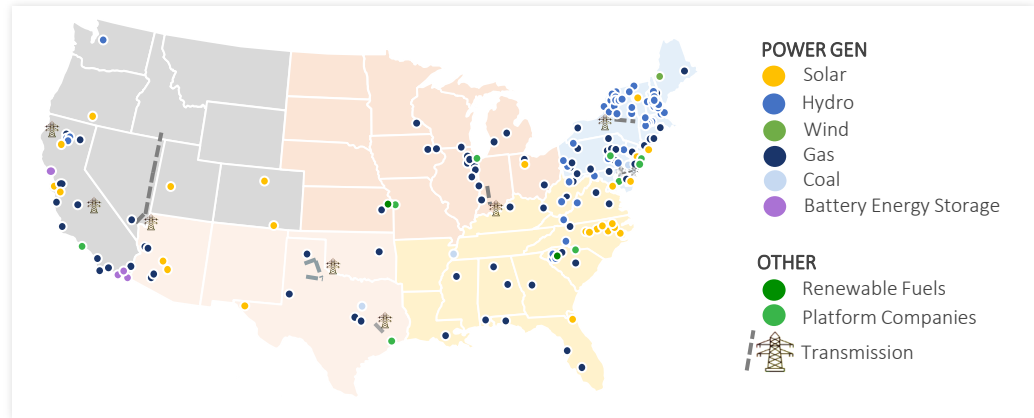 POWER GEN
Solar
Hydro
Wind
Gas
Coal
Battery Energy Storage
OTHER
Renewable Fuels
Platform Companies
Transmission